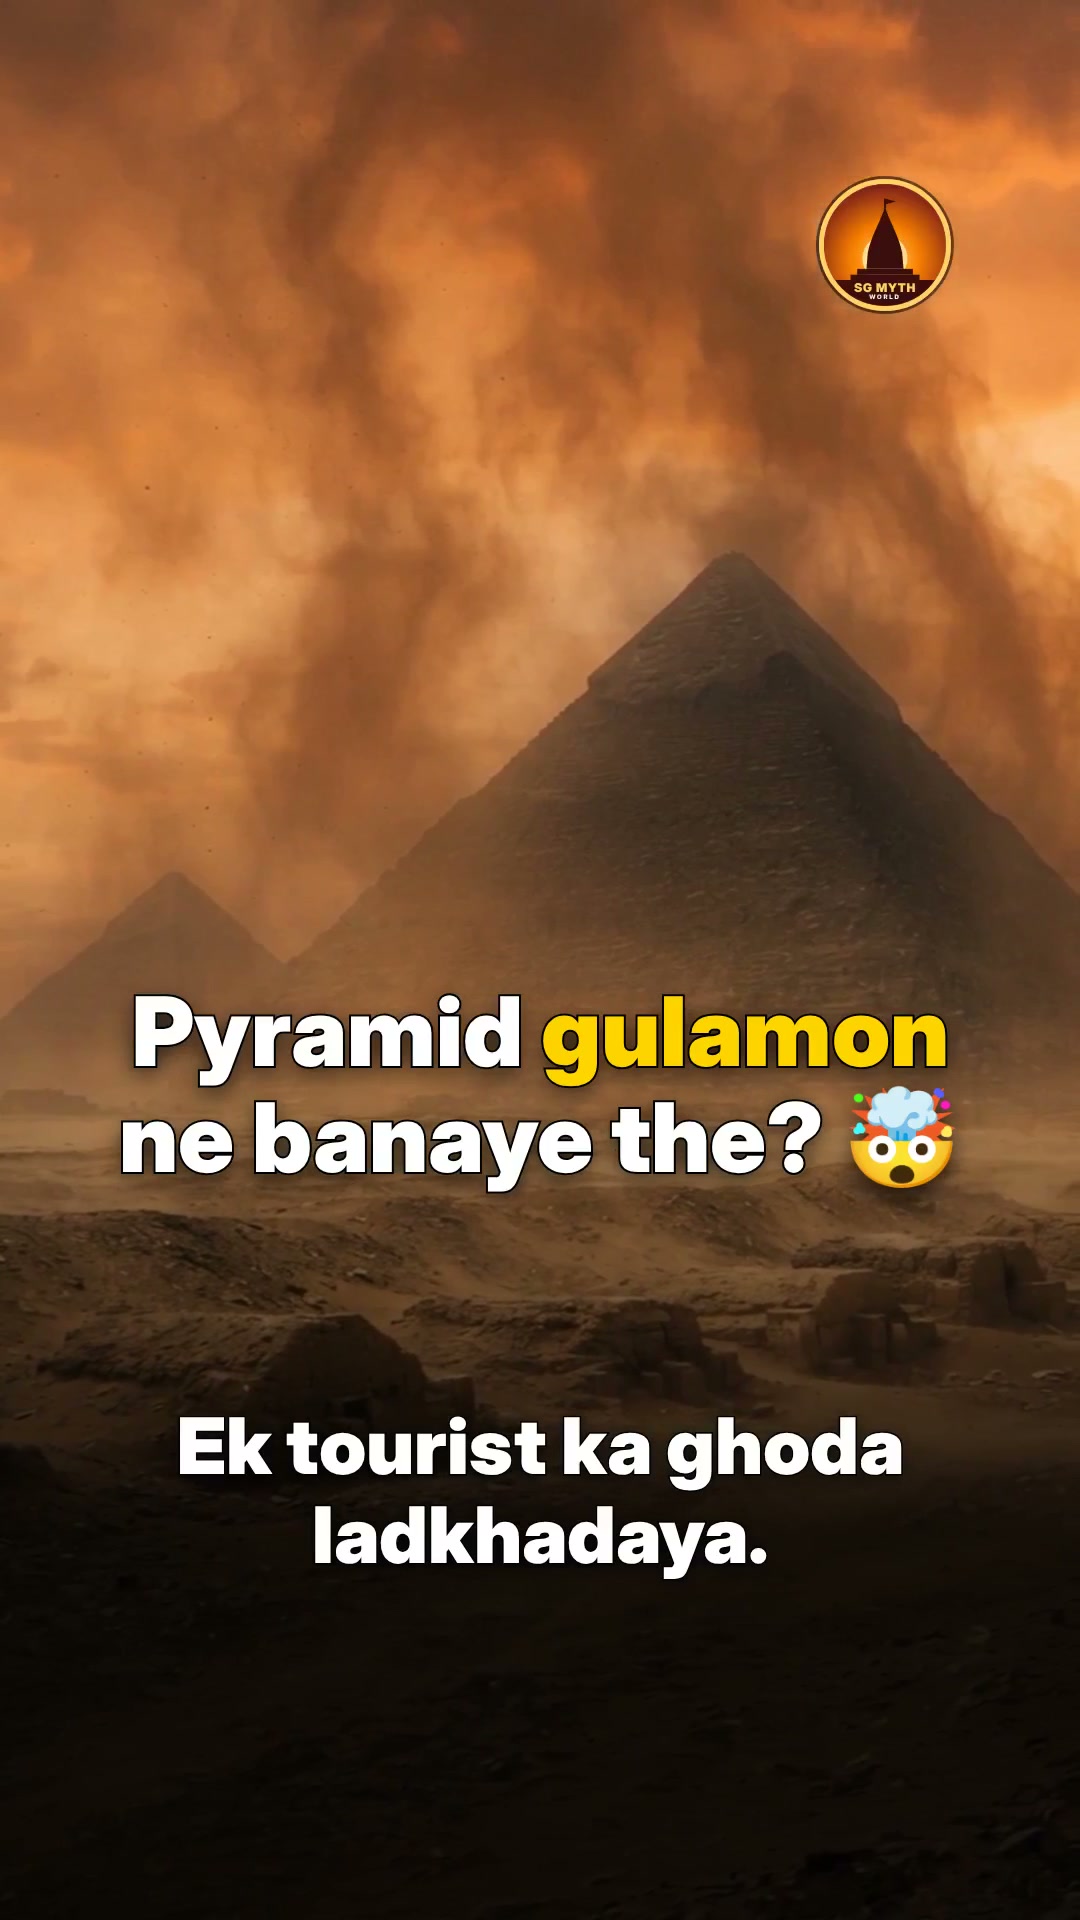 SG MYTH
WORLD
Pyramid gulamon
ne banaye the? 🤯
Ek tourist ka ghoda
ladkhadaya.